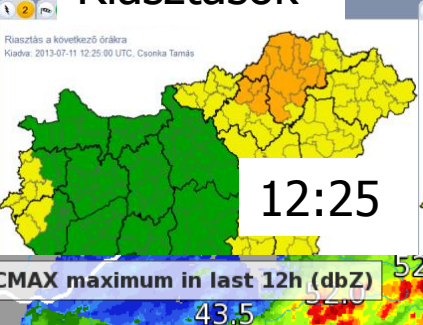 Riasztások
2
Riasztás a következő órákra
Kiadva: 2013-07-11 12:25:00 UTC, Csonka Tamás
12:25
CMAX maximum in last 12h (dbZ)
52
52.0
43.5